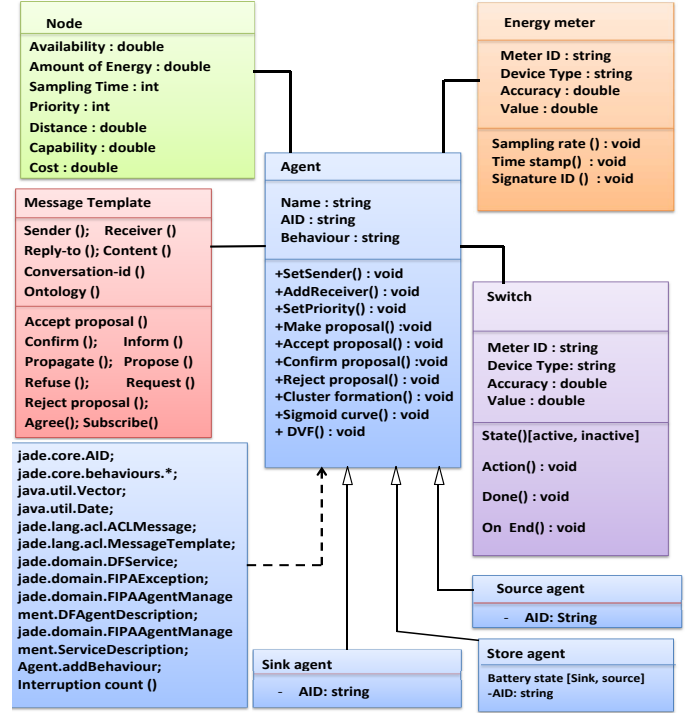 Node
Availability : double
Amount of Energy : double
Sampling Time : int
Priority : int
Distance : double
Capability : double
Cost : double
Energy meter
Meter ID : string
Device Type : string
Accuracy : double
Value : double
Sampling rate () : void
Time stamp() : void
Signature ID () : void
Agent
Name : string
AID : string
Behaviour : string
+SetSender() : void
+AddReceiver() : void
+SetPriority() : void
+Make proposal() :void
+Accept proposal() : void
+Confirm proposal() :void
+Reject proposal() : void
+Cluster formation() : void
+Sigmoid curve() : void
+ DVF() : void
Message Template
Sender (); Receiver ()
Reply-to (); Content ()
Conversation-id ()
Ontology ()
Accept proposal ()
Confirm (); Inform ()
Propagate (); Propose ()
Refuse (); Request ()
Reject proposal ();
Agree(); Subscribe()
Switch
Meter ID : string
Device Type: string
Accuracy : double
Value : double
State()[active, inactive]
Action() : void
Done() : void
On End() : void
jade.core.AID;
jade.core.behaviours.*;
java.util.Vector;
java.util.Date;
jade.lang.acl.ACLMessage;
jade.lang.acl.MessageTemplate;
jade.domain.DFService;
jade.domain.FIPAException;
jade.domain.FIPAAgentManage
ment.DFAgentDescription;
jade.domain.FIPAAgentManage
ment.ServiceDescription;
Agent.addBehaviour;
Interruption count ()
Sink agent
- AID: string
Source agent
- AID: String
Store agent
Battery state [Sink, source]
-AID: string